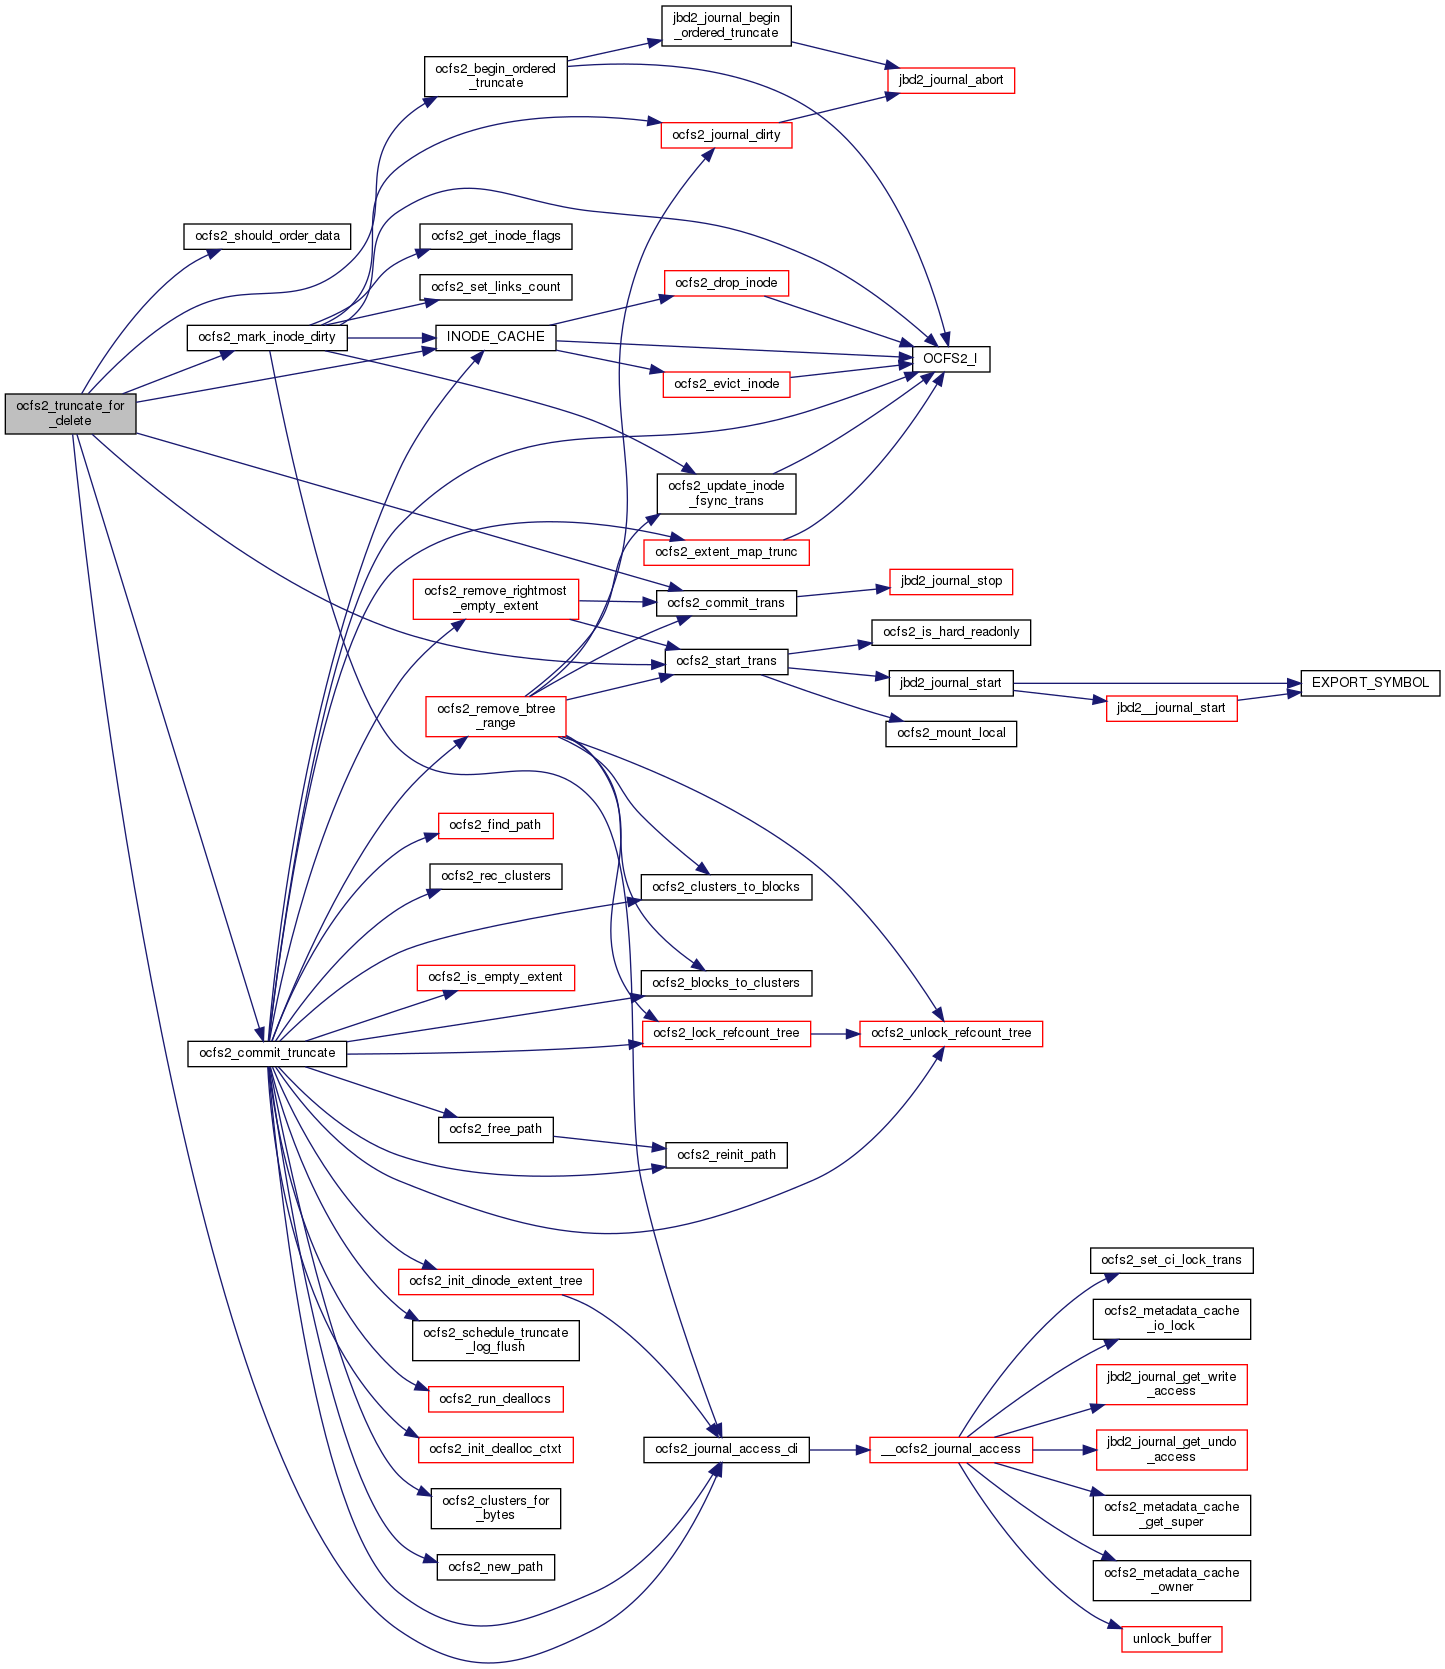 ocfs2_truncate_for
_delete
ocfs2_should_order_data
ocfs2_mark_inode_dirty
ocfs2_commit_truncate
ocfs2_begin_ordered
_truncate
ocfs2_get_inode_flags
ocfs2_set_links_count
INODE_CACHE
ocfs2_remove_rightmost
_empty_extent
ocfs2_remove_btree
_range
ocfs2_find_path
ocfs2_rec_clusters
ocfs2_is_empty_extent
ocfs2_free_path
ocfs2_init_dinode_extent_tree
ocfs2_schedule_truncate
_log_flush
ocfs2_run_deallocs
ocfs2_init_dealloc_ctxt
ocfs2_clusters_for
_bytes
ocfs2_new_path
jbd2_journal_begin
_ordered_truncate
ocfs2_journal_dirty
ocfs2_drop_inode
ocfs2_evict_inode
ocfs2_update_inode
_fsync_trans
ocfs2_extent_map_trunc
ocfs2_commit_trans
ocfs2_start_trans
ocfs2_clusters_to_blocks
ocfs2_blocks_to_clusters
ocfs2_lock_refcount_tree
ocfs2_reinit_path
ocfs2_journal_access_di
jbd2_journal_abort
OCFS2_I
jbd2_journal_stop
ocfs2_is_hard_readonly
jbd2_journal_start
ocfs2_mount_local
ocfs2_unlock_refcount_tree
__ocfs2_journal_access
jbd2__journal_start
ocfs2_set_ci_lock_trans
ocfs2_metadata_cache
_io_lock
jbd2_journal_get_write
_access
jbd2_journal_get_undo
_access
ocfs2_metadata_cache
_get_super
ocfs2_metadata_cache
_owner
unlock_buffer
EXPORT_SYMBOL